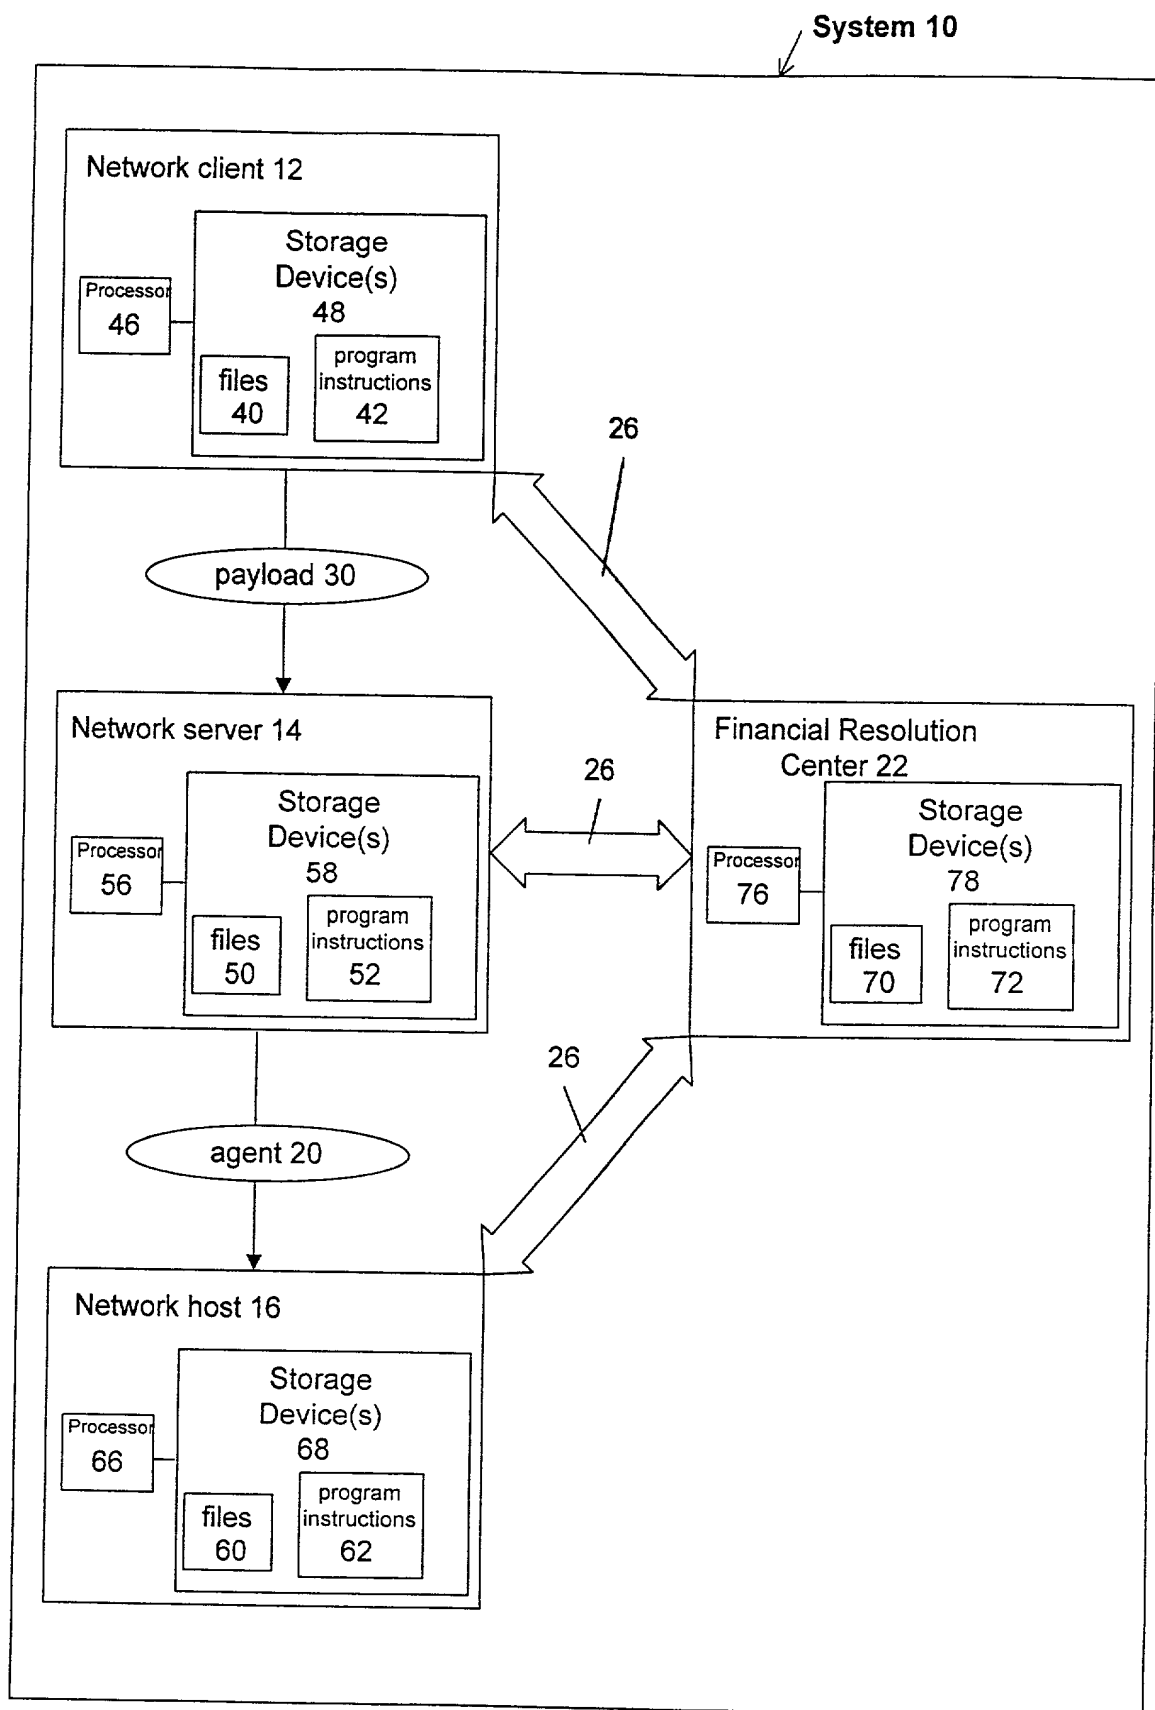 System 10
Network client 12
Storage
Device(s)
48
Processor
46
files
40
program
instructions
42
26
payload 30
Network server 14
Storage
Device(s)
58
Processor
56
files
50
program
instructions
52
26
Financial Resolution
Center 22
Storage
Device(s)
78
Processor
76
files
70
program
instructions
72
26
agent 20
Network host 16
Storage
Device(s)
68
Processor
66
files
60
program
instructions
62